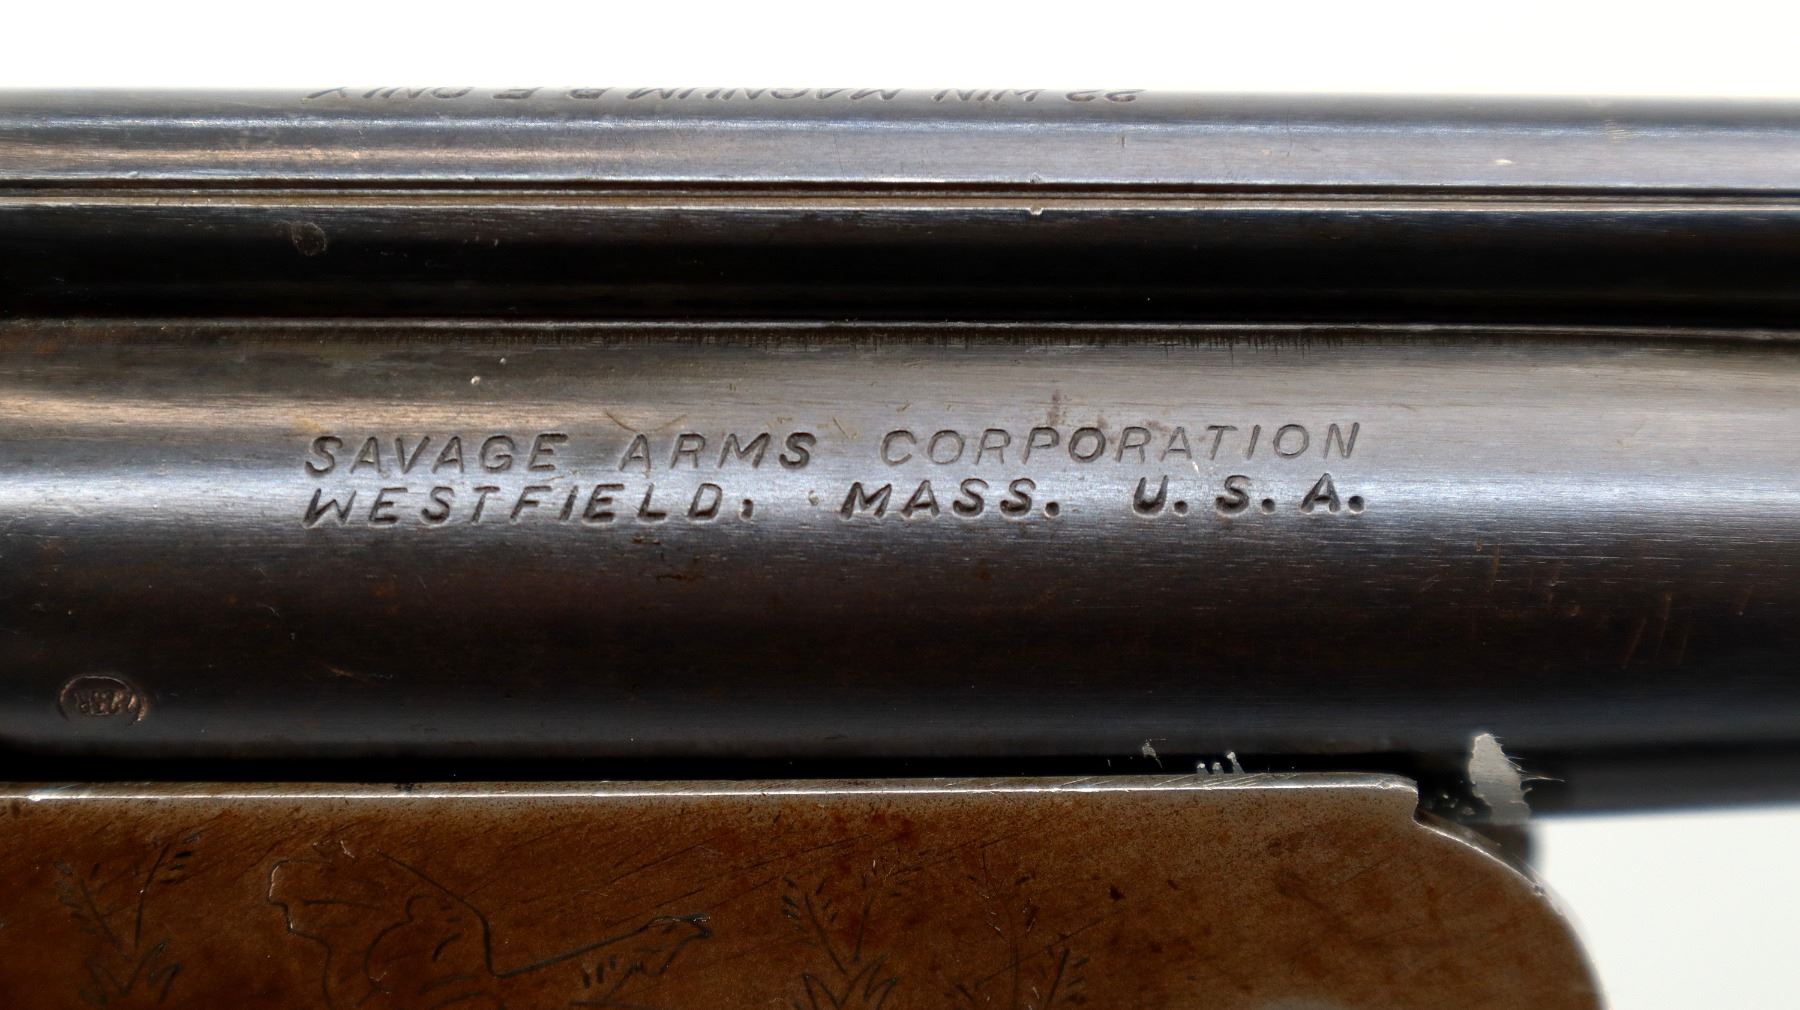 22 WIN MAGNUM R F ONLY
SAVAGE ARMS CORPORATION
WESTFIELD, MASS. U.S.A.